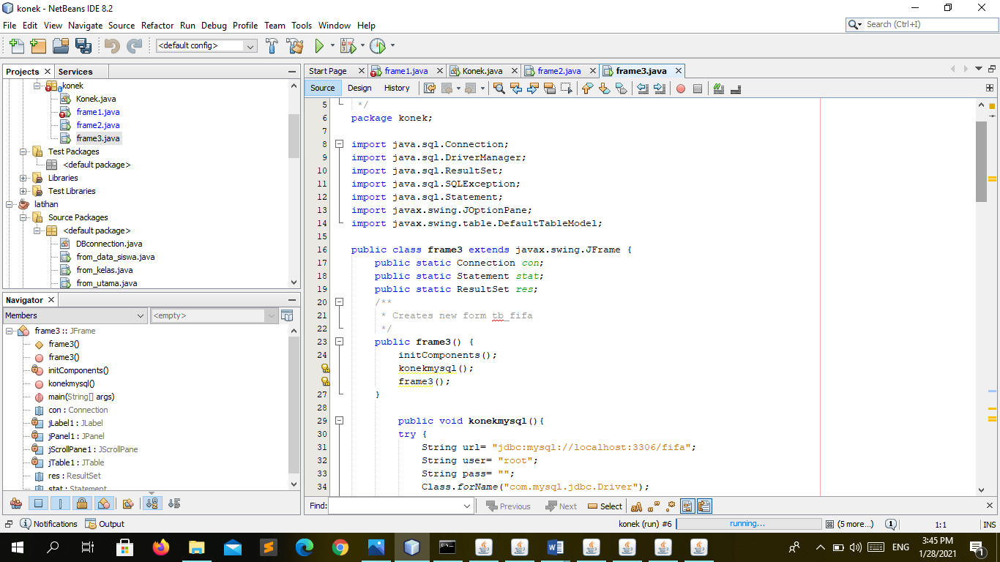 konek - NetBeans IDE 8.2
File Edit View Navigate Source Refactor Run Debug Profile Team Tools Window Help
Search (Ctrl+I)
<default config>
Projects
Services
konek
Konek.java
frame1.java
frame2.java
frame3.java
Test Packages
<default package>
Libraries
Test Libraries
latihan
Source Packages
<default package>
DBconnection.java
from_data_siswa.java
from_kelas.java
from_utama.java
Navigator
Members
<empty>
frame3 :: JFrame
frame3()
frame3()
initComponents()
konekmysql()
main(String[] args)
con : Connection
jLabel1 : JLabel
jPanel1 : JPanel
jScrollPane1 : JScrollPane
jTable1 : JTable
res : ResultSet
stat : Statement
Start Page
frame1.java
Konek.java
frame2.java
frame3.java
Source Design History
5 */
6 package konek;
7
8 import java.sql.Connection;
9 import java.sql.DriverManager;
10 import java.sql.ResultSet;
11 import java.sql.SQLException;
12 import java.sql.Statement;
13 import javax.swing.JOptionPane;
14 import javax.swing.table.DefaultTableModel;
15
16 public class frame3 extends javax.swing.JFrame {
17 public static Connection con;
18 public static Statement stat;
19 public static ResultSet res;
20 /**
21 * Creates new form tb_fifa
22 */
23 public frame3() {
24 initComponents();
konekmysql();
frame3();
27 }
28
29 public void konekmysql(){
30 try {
31 String url= "jdbc:mysql://localhost:3306/fifa";
32 String user= "root";
33 String pass= "";
34 Class.forName("com.mysql.jdbc.Driver");
Find:
Previous
Next
Select
Notifications
Output
konek (run) #6
running...
(5 more...)
1
1:1
INS
ENG
3:45 PM
1/28/2021
1